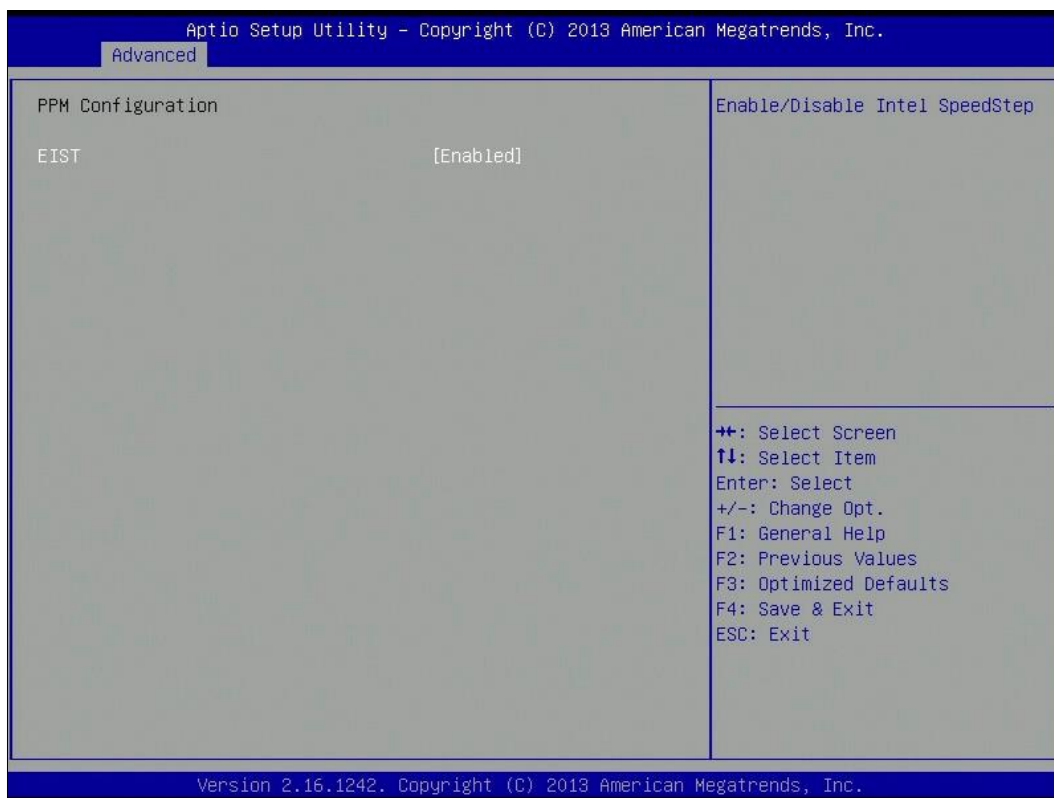 Aptio Setup Utility – Copyright (C) 2013 American Megatrends, Inc.
Advanced
PPM Configuration
EIST [Enabled]
Enable/Disable Intel SpeedStep
→←: Select Screen
↑↓: Select Item
Enter: Select
+/-: Change Opt.
F1: General Help
F2: Previous Values
F3: Optimized Defaults
F4: Save & Exit
ESC: Exit
Version 2.16.1242. Copyright (C) 2013 American Megatrends, Inc.